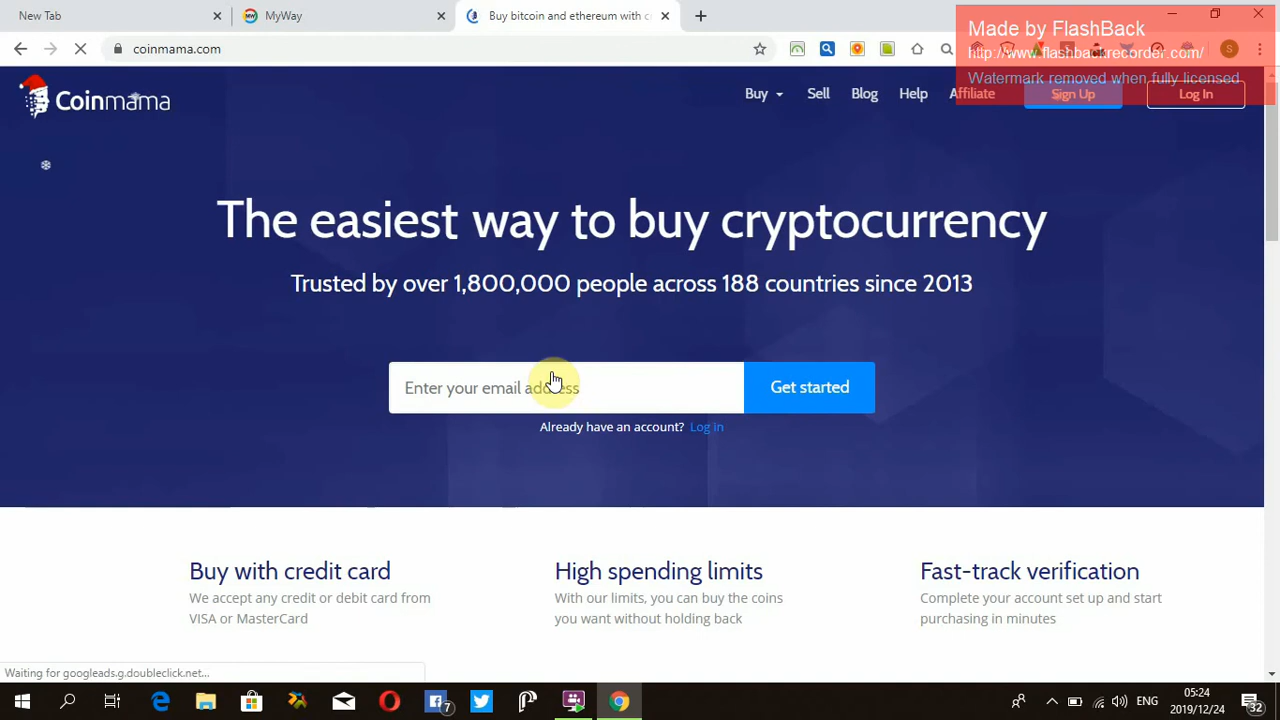 New Tab
MyWay
Buy bitcoin and ethereum with c
Made by FlashBack
http://www.flashbackrecorder.com/
Watermark removed when fully licensed
coinmama.com
S
Coinmama
Buy
Sell
Blog
Help
Affiliate
Sign Up
Log In
The easiest way to buy cryptocurrency
Trusted by over 1,800,000 people across 188 countries since 2013
Enter your email address
Get started
Already have an account? Log in
Buy with credit card
We accept any credit or debit card from
VISA or MasterCard
High spending limits
With our limits, you can buy the coins
you want without holding back
Fast-track verification
Complete your account set up and start
purchasing in minutes
Waiting for googleads.g.doubleclick.net...
7
ENG
05:24
2019/12/24
32